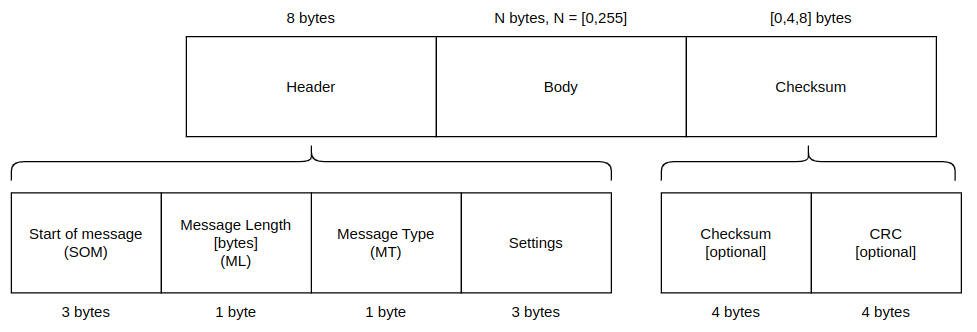 8 bytes
N bytes, N = [0,255]
[0,4,8] bytes
Header
Body
Checksum
Start of message
(SOM)
Message Length
[bytes]
(ML)
Message Type
(MT)
Settings
Checksum
[optional]
CRC
[optional]
3 bytes
1 byte
1 byte
3 bytes
4 bytes
4 bytes